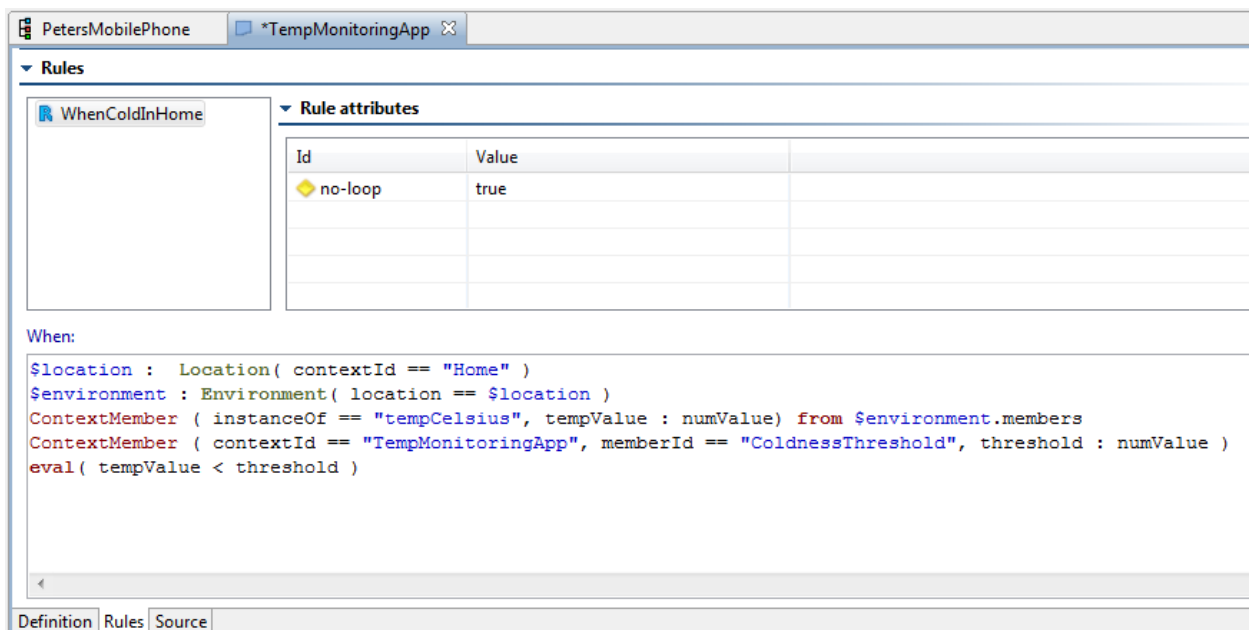 PetersMobilePhone *TempMonitoringApp
Rules
WhenColdInHome
Rule attributes
Id Value
no-loop true
When:
$location :  Location( contextId == "Home" )
$environment : Environment( location == $location )
ContextMember ( instanceOf == "tempCelsius", tempValue : numValue) from $environment.members
ContextMember ( contextId == "TempMonitoringApp", memberId == "ColdnessThreshold", threshold : numValue )
eval( tempValue < threshold )
Definition Rules Source